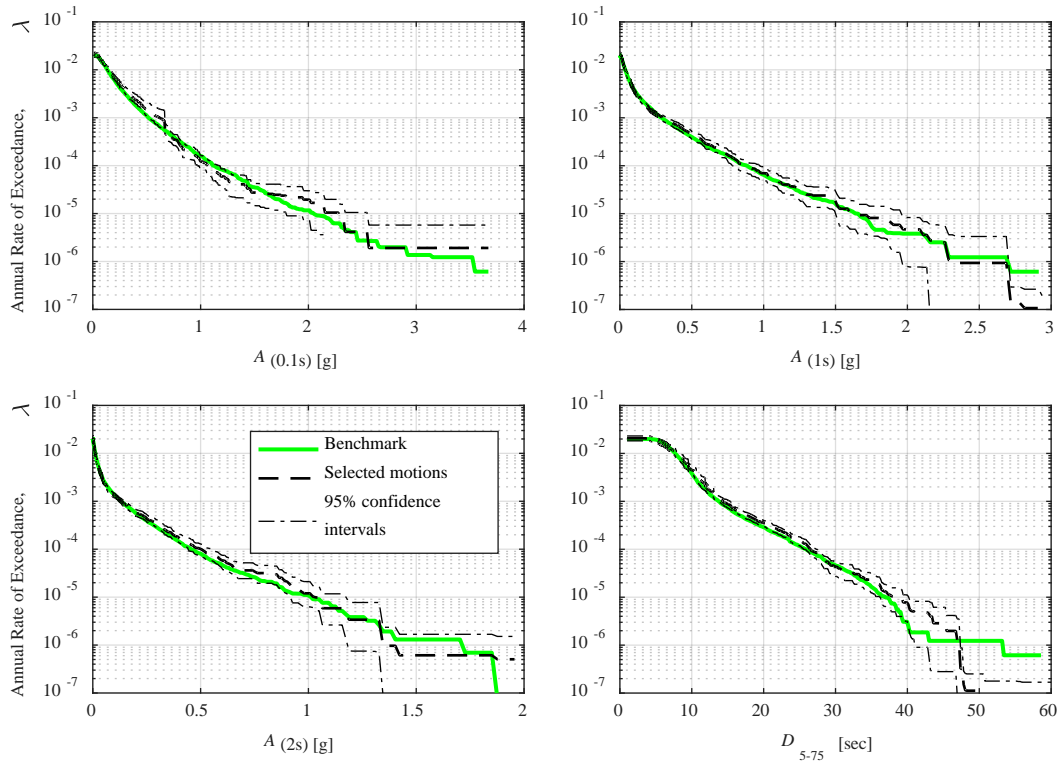 Annual Rate of Exceedance, λ
10⁻¹
10⁻²
10⁻³
10⁻⁴
10⁻⁵
10⁻⁶
10⁻⁷
0 1 2 3 4
A (0.1s) [g]
10⁻¹
10⁻²
10⁻³
10⁻⁴
10⁻⁵
10⁻⁶
10⁻⁷
0 0.5 1 1.5 2 2.5 3
A (1s) [g]
Annual Rate of Exceedance, λ
10⁻¹
10⁻²
10⁻³
10⁻⁴
10⁻⁵
10⁻⁶
10⁻⁷
Benchmark
Selected motions
95% confidence
intervals
0 0.5 1 1.5 2
A (2s) [g]
10⁻¹
10⁻²
10⁻³
10⁻⁴
10⁻⁵
10⁻⁶
10⁻⁷
0 10 20 30 40 50 60
D 5-75 [sec]